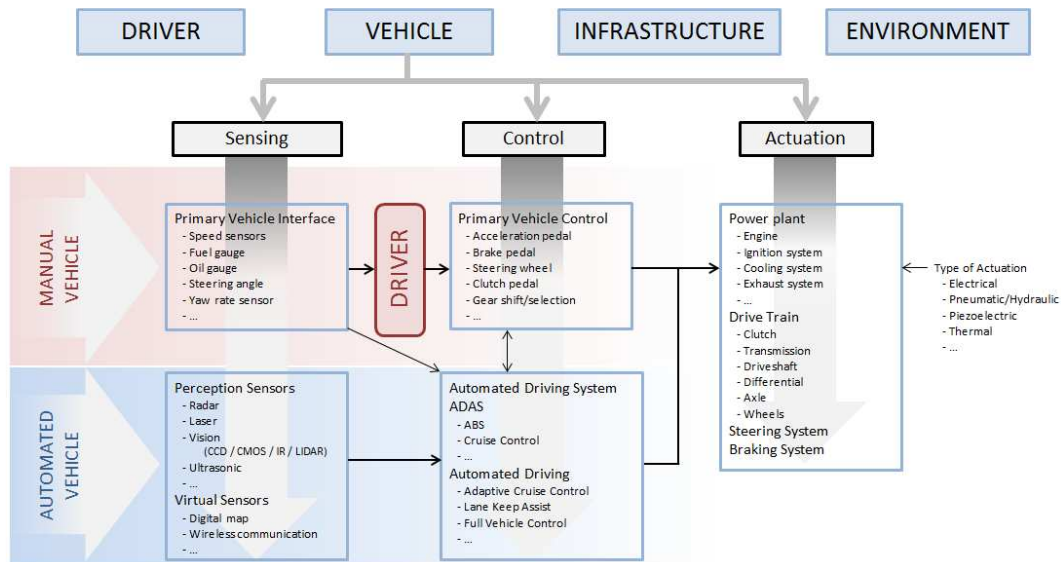 DRIVER
VEHICLE
INFRASTRUCTURE
ENVIRONMENT
Sensing
Control
Actuation
MANUAL
VEHICLE
Primary Vehicle Interface
- Speed sensors
- Fuel gauge
- Oil gauge
- Steering angle
- Yaw rate sensor
- ...
DRIVER
Primary Vehicle Control
- Acceleration pedal
- Brake pedal
- Steering wheel
- Clutch pedal
- Gear shift/selection
- ...
Power plant
- Engine
- Ignition system
- Cooling system
- Exhaust system
- ...
Drive Train
- Clutch
- Transmission
- Driveshaft
- Differential
- Axle
- Wheels
Steering System
Braking System
Type of Actuation
- Electrical
- Pneumatic/Hydraulic
- Piezoelectric
- Thermal
- ...
AUTOMATED
VEHICLE
Perception Sensors
- Radar
- Laser
- Vision
(CCD / CMOS / IR / LIDAR)
- Ultrasonic
- ...
Virtual Sensors
- Digital map
- Wireless communication
- ...
Automated Driving System
ADAS
- ABS
- Cruise Control
- ...
Automated Driving
- Adaptive Cruise Control
- Lane Keep Assist
- Full Vehicle Control
- ...